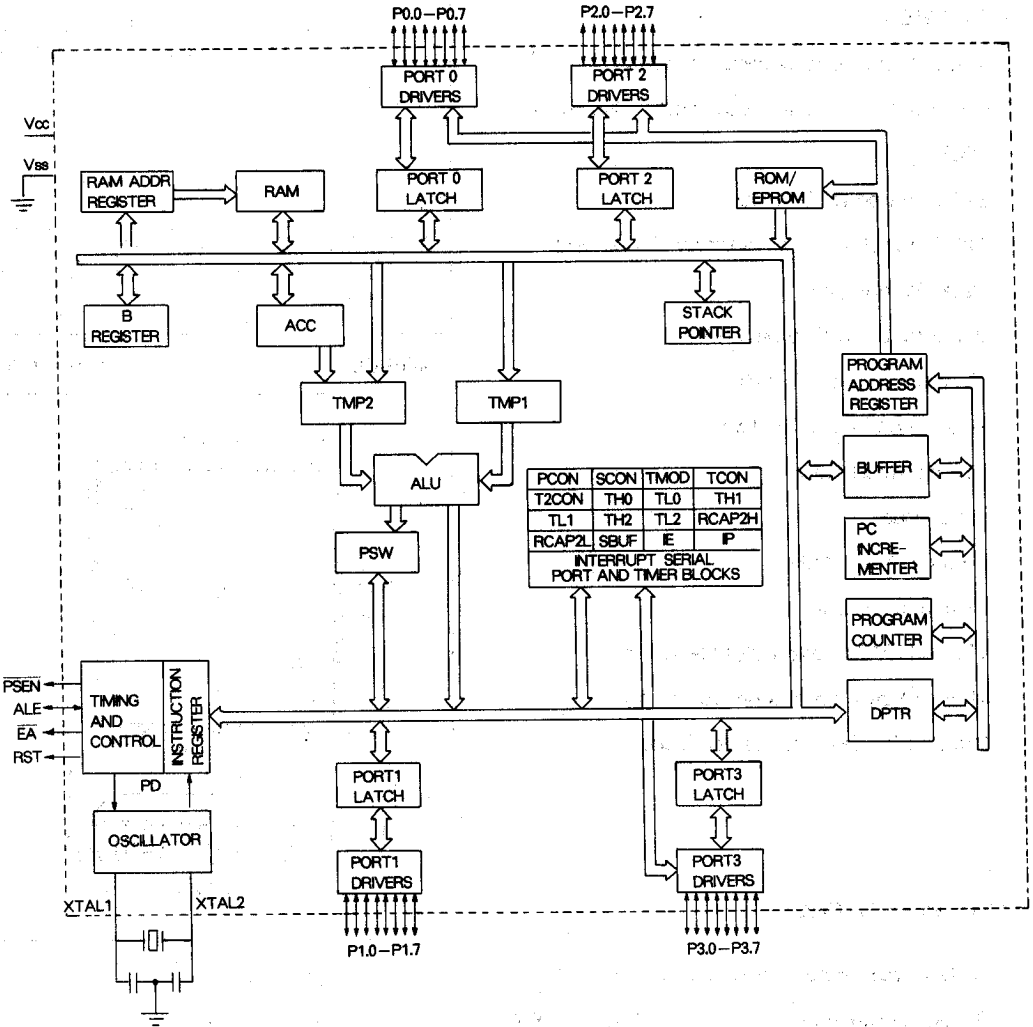 P0.0–P0.7
P2.0–P2.7
PORT 0
DRIVERS
PORT 2
DRIVERS
Vcc
Vss
RAM ADDR
REGISTER
RAM
PORT 0
LATCH
PORT 2
LATCH
ROM/
EPROM
B
REGISTER
ACC
STACK
POINTER
PROGRAM
ADDRESS
REGISTER
TMP2
TMP1
ALU
BUFFER
PCON SCON TMOD TCON
T2CON TH0 TL0 TH1
TL1 TH2 TL2 RCAP2H
RCAP2L SBUF IE IP
INTERRUPT SERIAL
PORT AND TIMER BLOCKS
PSW
PC
INCRE-
MENTER
PROGRAM
COUNTER
PSEN
ALE
EA
RST
TIMING
AND
CONTROL
INSTRUCTION
REGISTER
DPTR
PD
PORT1
LATCH
PORT3
LATCH
OSCILLATOR
PORT1
DRIVERS
PORT3
DRIVERS
XTAL1
XTAL2
P1.0–P1.7
P3.0–P3.7